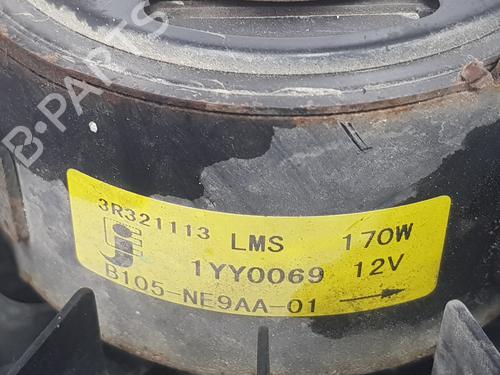 B-PARTS
3R321113 LMS 170W
1YY0069 12V
B105-NE9AA-01